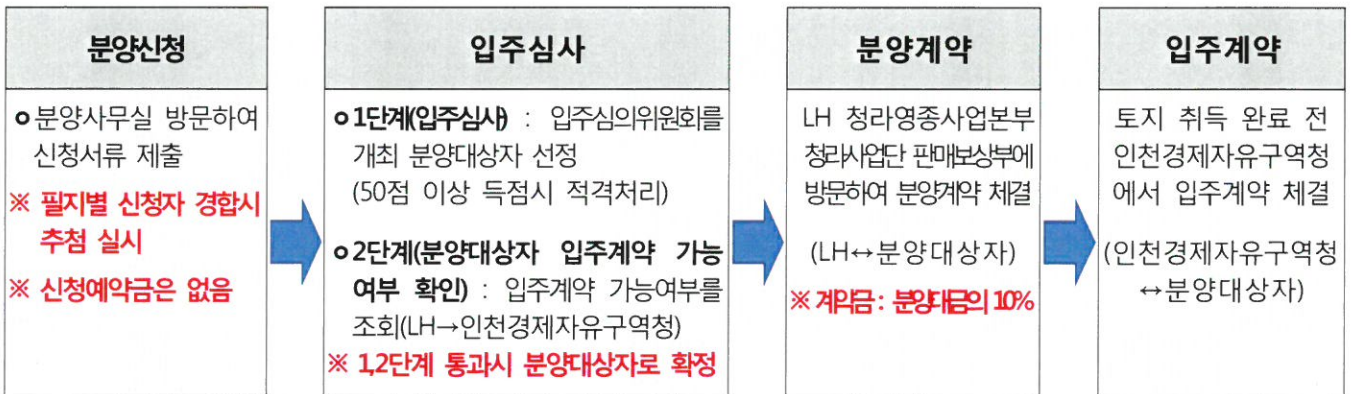 분양신청
분양사무실 방문하여
신청서류 제출
※ 필지별 신청자 경합시
추첨 실시
※ 신청예약금은 없음
입주심사
1단계(입주심사) : 입주심의위원회를
개최 분양대상자 선정
(50점 이상 득점시 적격처리)
2단계(분양대상자 입주계약 가능
여부 확인) : 입주계약 가능여부를
조회(LH→인천경제자유구역청)
※ 1,2단계 통과시 분양대상자로 확정
분양계약
LH 청라영종사업본부
청라사업단 판매보상부에
방문하여 분양계약 체결
(LH↔분양대상자)
※ 계약금 : 분양대금의 10%
입주계약
토지 취득 완료 전
인천경제자유구역청
에서 입주계약 체결
(인천경제자유구역청
↔분양대상자)